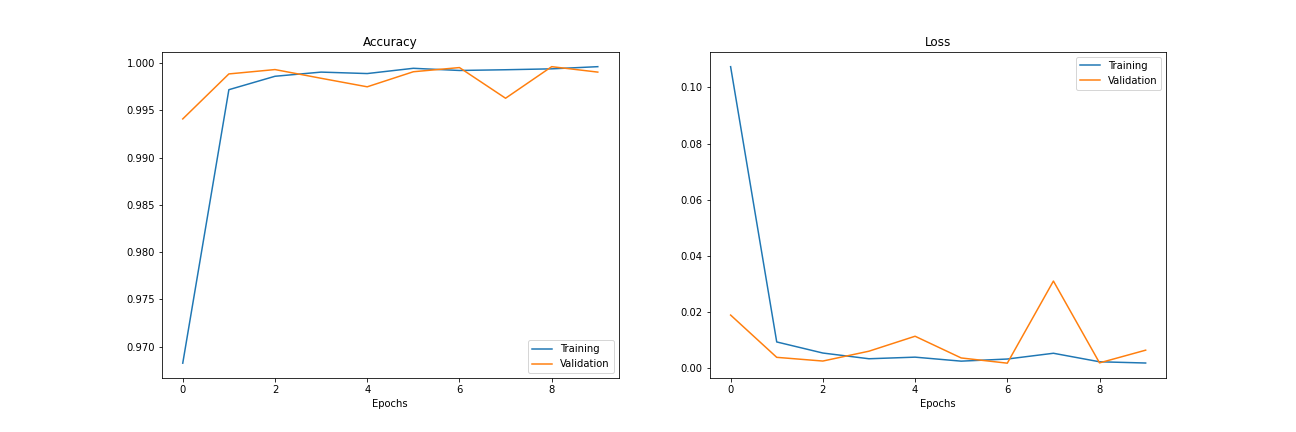 Accuracy
1.000
0.995
0.990
0.985
0.980
0.975
0.970
0 2 4 6 8
Epochs
Training
Validation
Loss
0.10
0.08
0.06
0.04
0.02
0.00
0 2 4 6 8
Epochs
Training
Validation